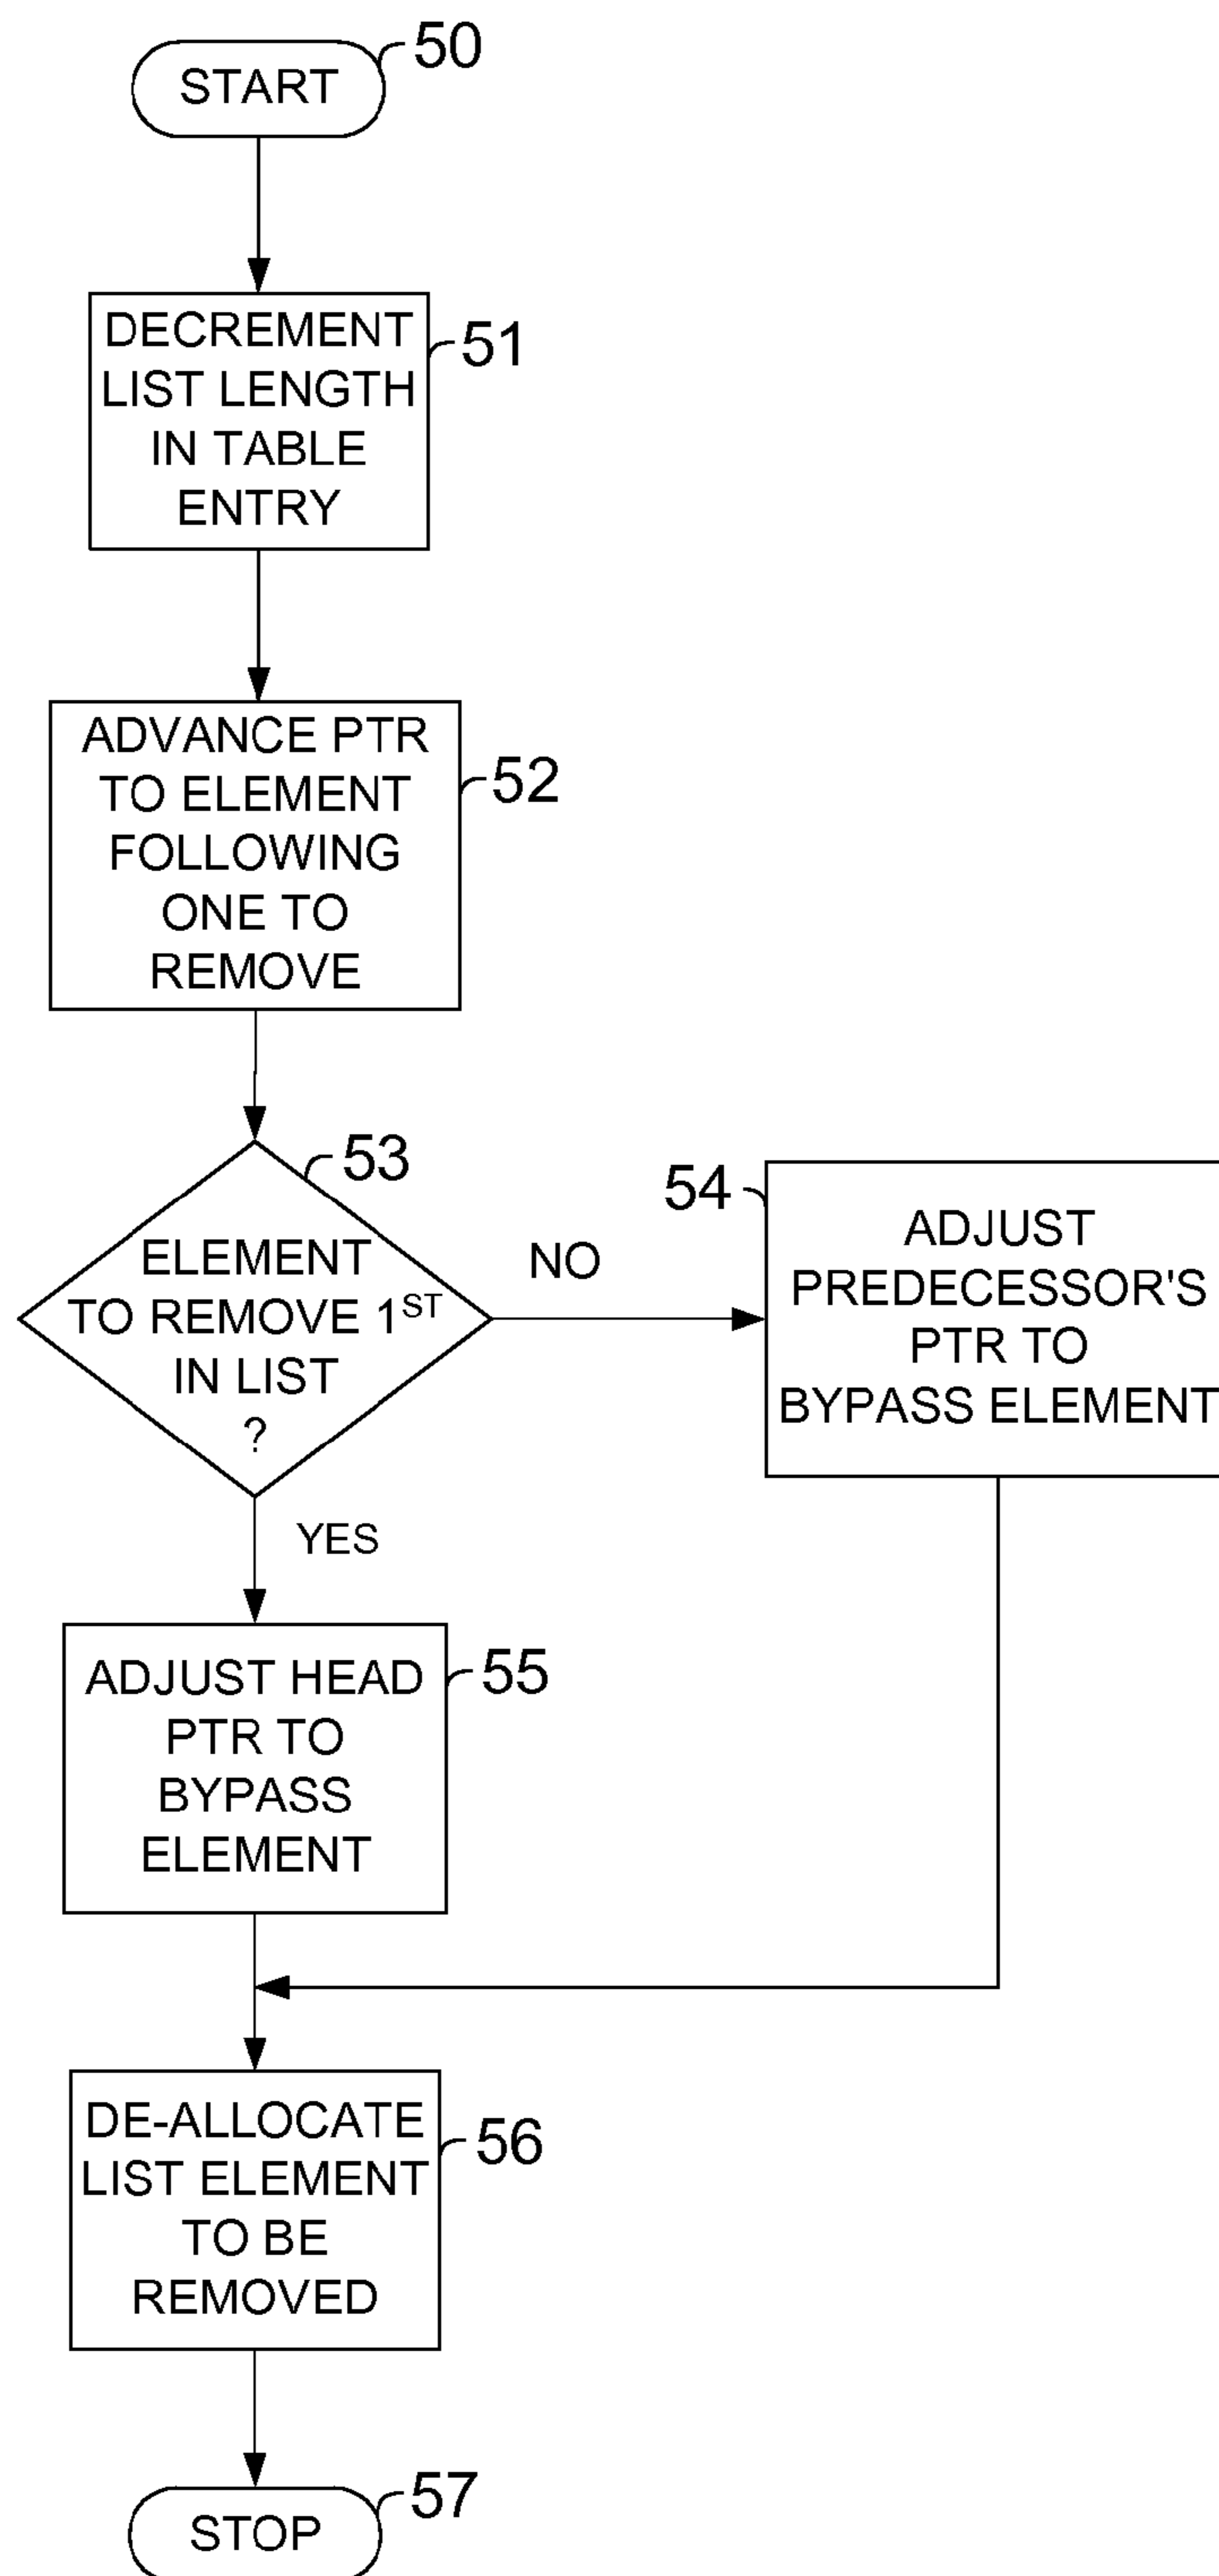 START
50
DECREMENT
LIST LENGTH
IN TABLE
ENTRY
51
ADVANCE PTR
TO ELEMENT
FOLLOWING
ONE TO
REMOVE
52
53
ELEMENT
TO REMOVE 1ST
IN LIST
?
NO
54
ADJUST
PREDECESSOR'S
PTR TO
BYPASS ELEMENT
YES
ADJUST HEAD
PTR TO
BYPASS
ELEMENT
55
DE-ALLOCATE
LIST ELEMENT
TO BE
REMOVED
56
STOP
57